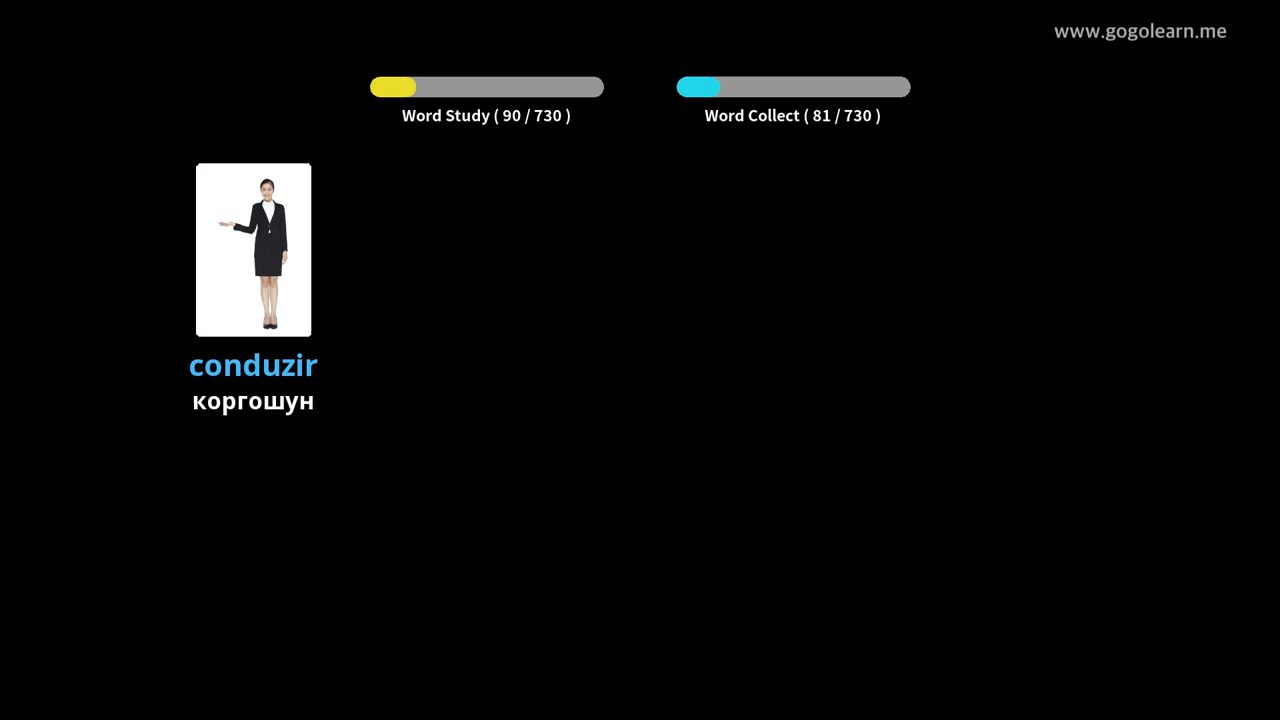 www.gogolearn.me
Word Study ( 90 / 730 )
Word Collect ( 81 / 730 )
conduzir
коргошун